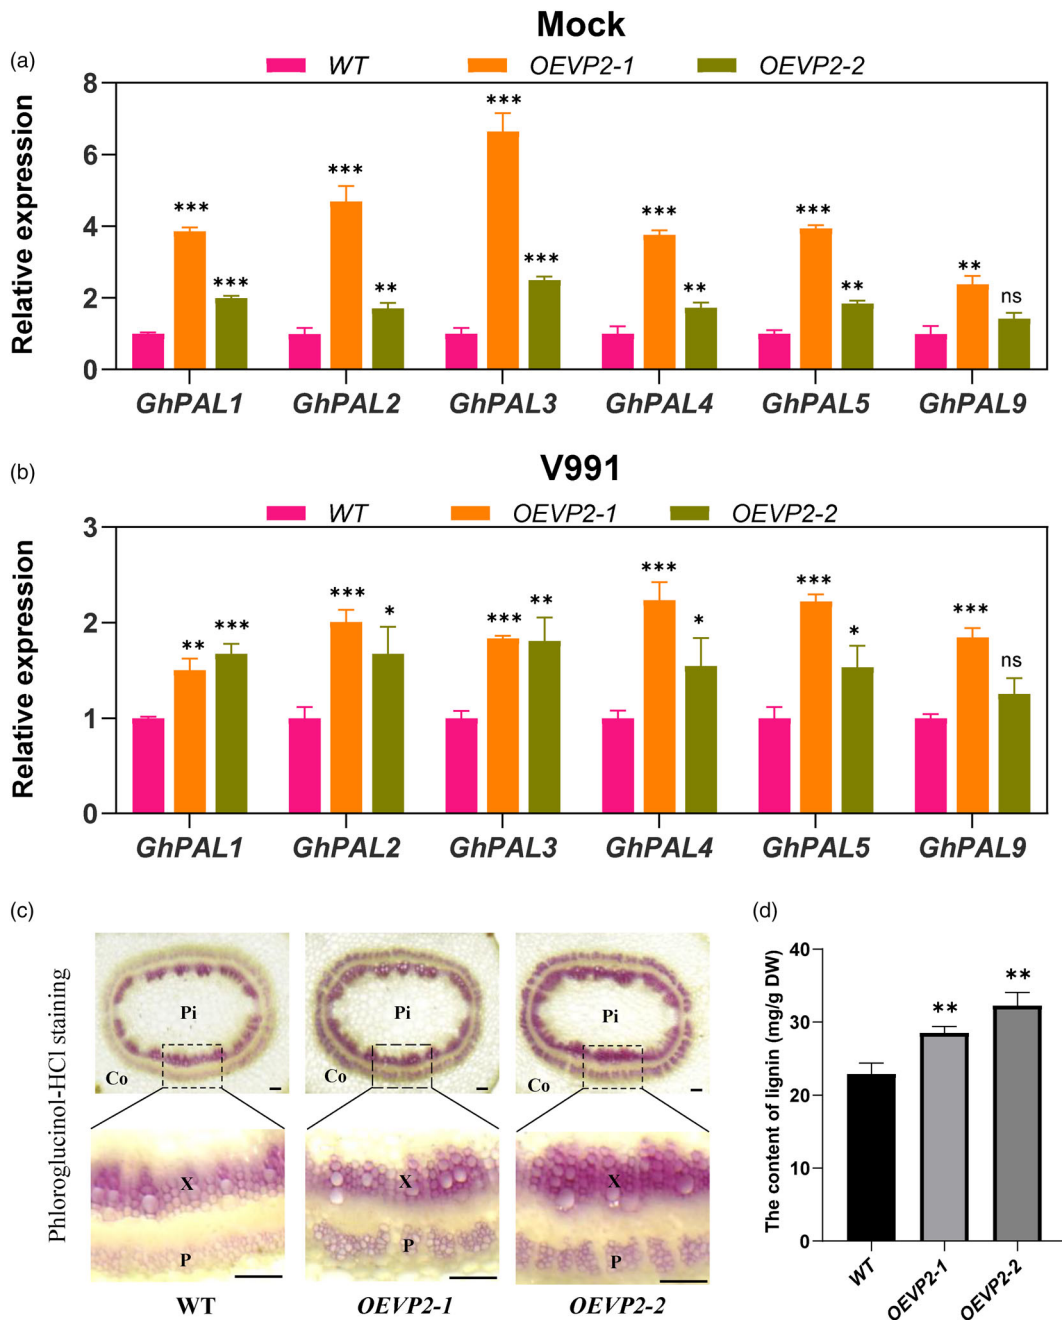 Mock
(a)
WT OEVP2-1 OEVP2-2
Relative expression
8
6
4
2
0
*** *** *** ** *** *** *** ** *** ** ** ns
GhPAL1 GhPAL2 GhPAL3 GhPAL4 GhPAL5 GhPAL9
(b)
V991
WT OEVP2-1 OEVP2-2
Relative expression
3
2
1
0
** *** *** * *** ** *** * *** * *** ns
GhPAL1 GhPAL2 GhPAL3 GhPAL4 GhPAL5 GhPAL9
(c)
Phloroglucinol-HCl staining
Pi Pi Pi
Co Co Co
X X X
P P P
WT OEVP2-1 OEVP2-2
(d)
The content of lignin (mg/g DW)
40
30
20
10
0
** **
WT OEVP2-1 OEVP2-2